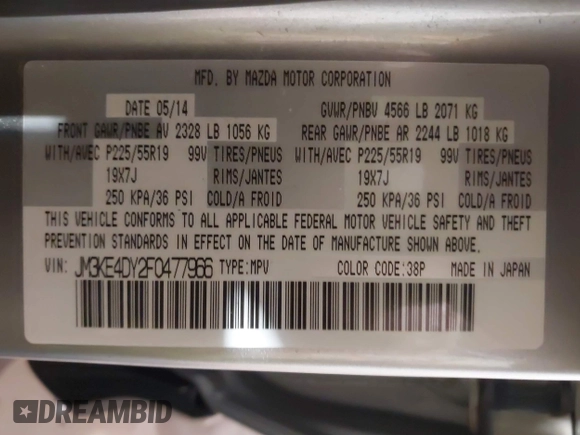 MFD. BY MAZDA MOTOR CORPORATION
DATE 05/14 GVWR/PNBV 4566 LB 2071 KG
FRONT GAWR/PNBE AV 2328 LB 1056 KG REAR GAWR/PNBE AR 2244 LB 1018 KG
WITH/AVEC P225/55R19 99V TIRES/PNEUS WITH/AVEC P225/55R19 99V TIRES/PNEUS
19X7J RIMS/JANTES 19X7J RIMS/JANTES
250 KPA/36 PSI COLD/A FROID 250 KPA/36 PSI COLD/A FROID
THIS VEHICLE CONFORMS TO ALL APPLICABLE FEDERAL MOTOR VEHICLE SAFETY AND THEFT
PREVENTION STANDARDS IN EFFECT ON THE DATE OF MANUFACTURE SHOWN ABOVE.
VIN: JM3KE4DY2F0477966 TYPE:MPV COLOR CODE:38P MADE IN JAPAN
DREAMBID